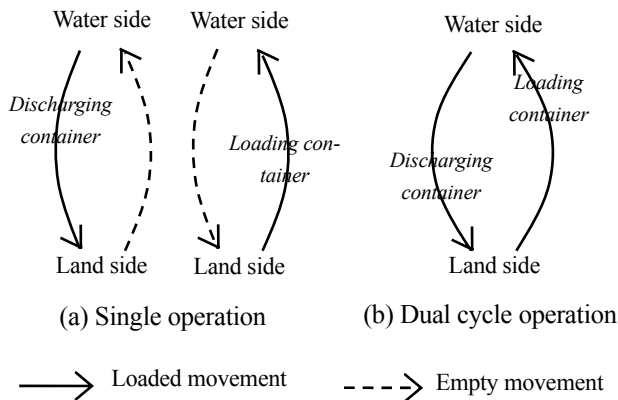 Water side
Water side
Water side
Discharging
container
Loading con-
tainer
Loading
container
Discharging
container
Land side
Land side
Land side
(a) Single operation
(b) Dual cycle operation
Loaded movement
Empty movement